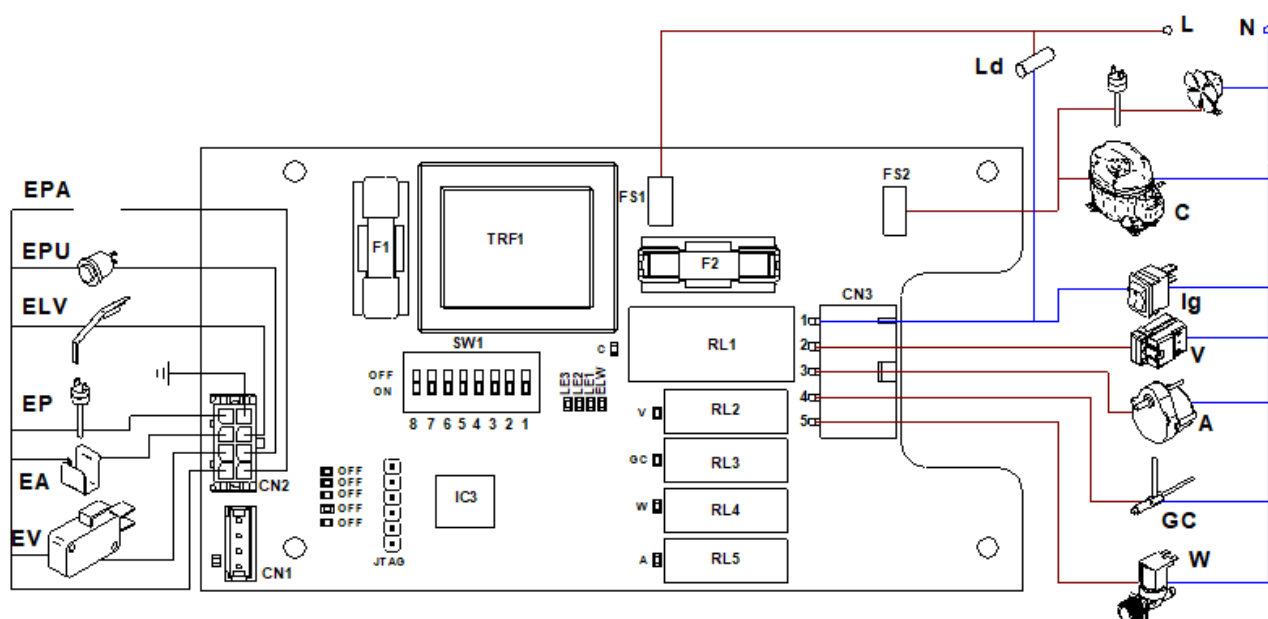 L
N
Ld
EPA
FS1
FS2
F1
TRF1
C
EPU
F2
CN3
Ig
ELV
SW1
C
RL1
1
2
3
4
5
V
OFF
ON
LE3
LE2
LE1
ELW
8 7 6 5 4 3 2 1
V
RL2
EP
A
GC
RL3
EA
CN2
OFF
OFF
OFF
OFF
OFF
IC3
W
RL4
GC
EV
JTAG
CN1
A
RL5
W